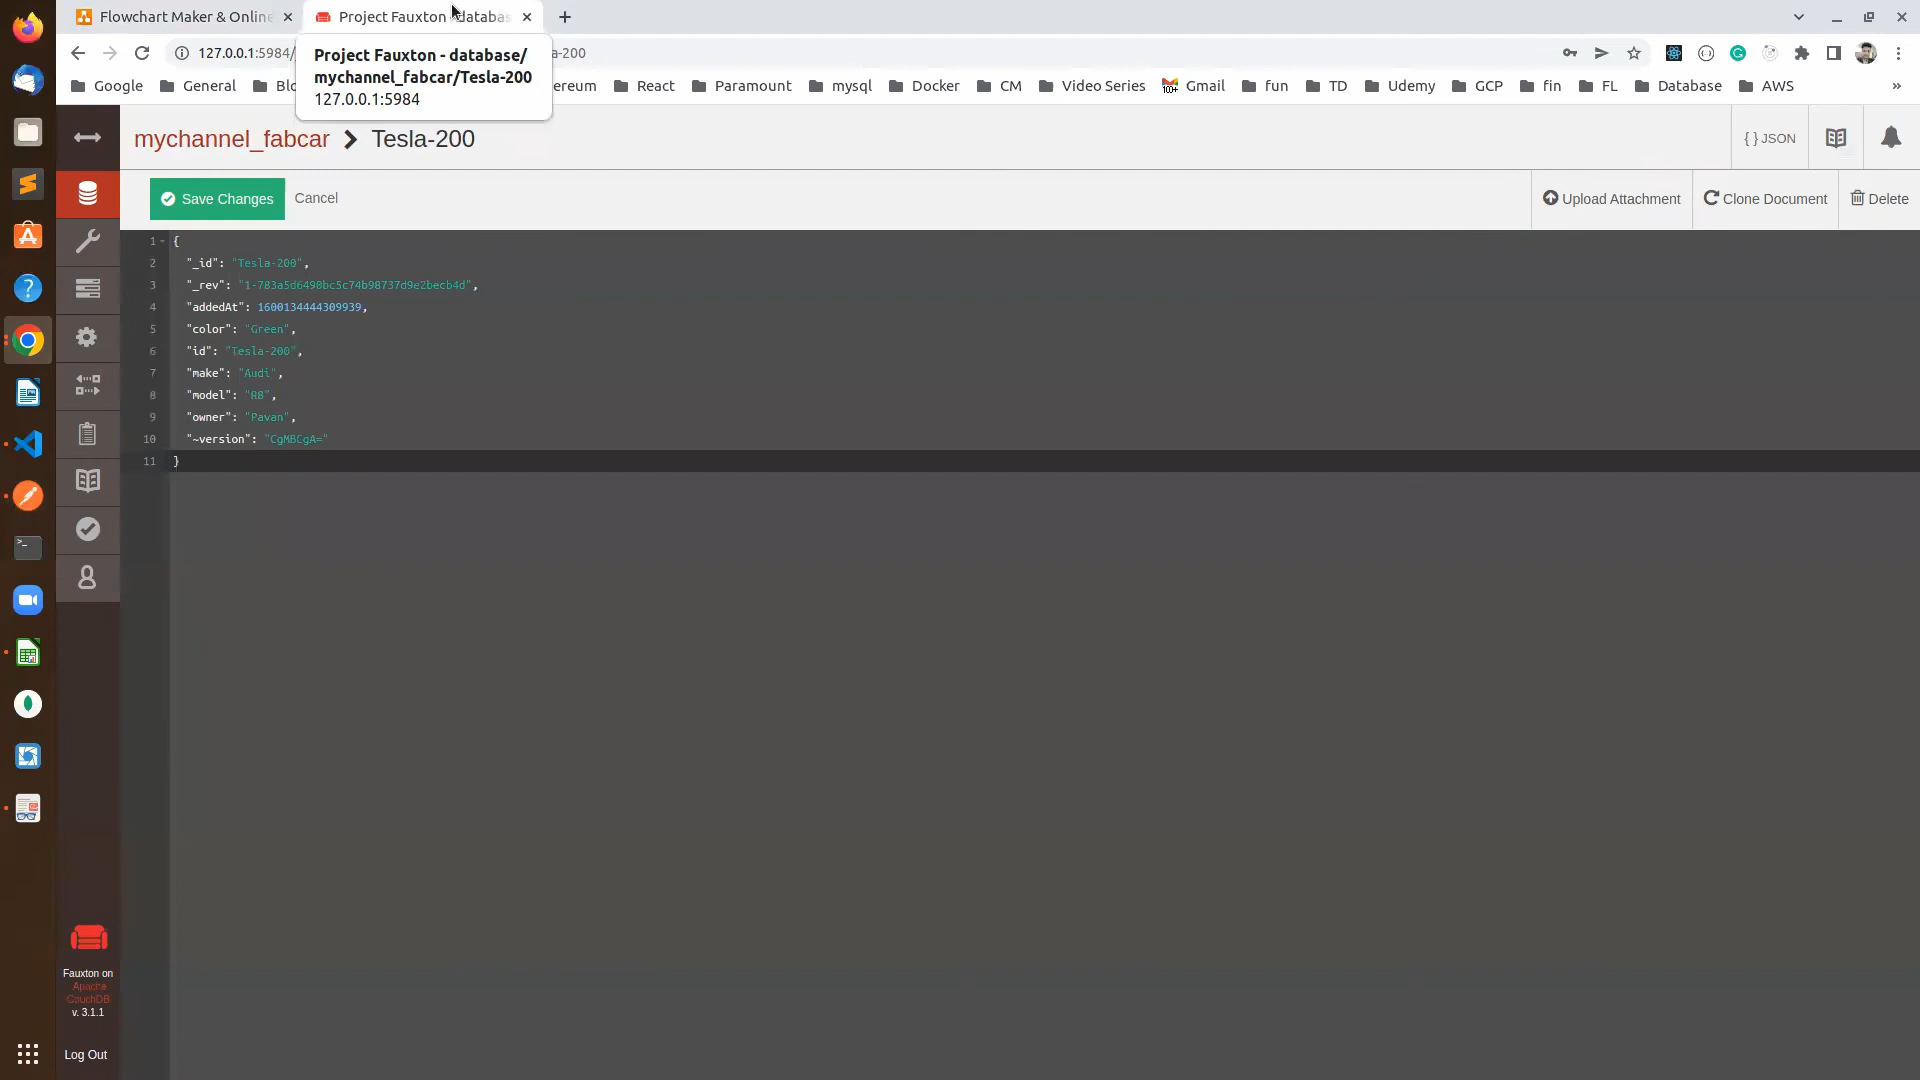 Flowchart Maker & Online
Project Fauxton - databas
127.0.0.1:5984/
a-200
Project Fauxton - database/
mychannel_fabcar/Tesla-200
127.0.0.1:5984
Google
General
Blo
ereum
React
Paramount
mysql
Docker
CM
Video Series
100+
Gmail
fun
TD
Udemy
GCP
fin
FL
Database
AWS
»
mychannel_fabcar > Tesla-200
{ } JSON
Save Changes
Cancel
Upload Attachment
Clone Document
Delete
1 {
2 "_id": "Tesla-200",
3 "_rev": "1-783a5d6490bc5c74b98737d9e2becb4d",
4 "addedAt": 1600134444309939,
5 "color": "Green",
6 "id": "Tesla-200",
7 "make": "Audi",
8 "model": "R8",
9 "owner": "Pavan",
10 "~version": "CgMBCgA="
11 }
Fauxton on
Apache
CouchDB
v. 3.1.1
Log Out